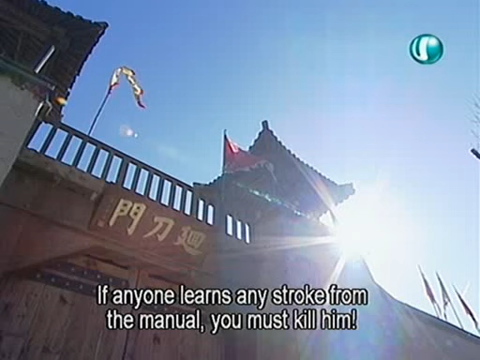 門刀迴
If anyone learns any stroke from
the manual, you must kill him!